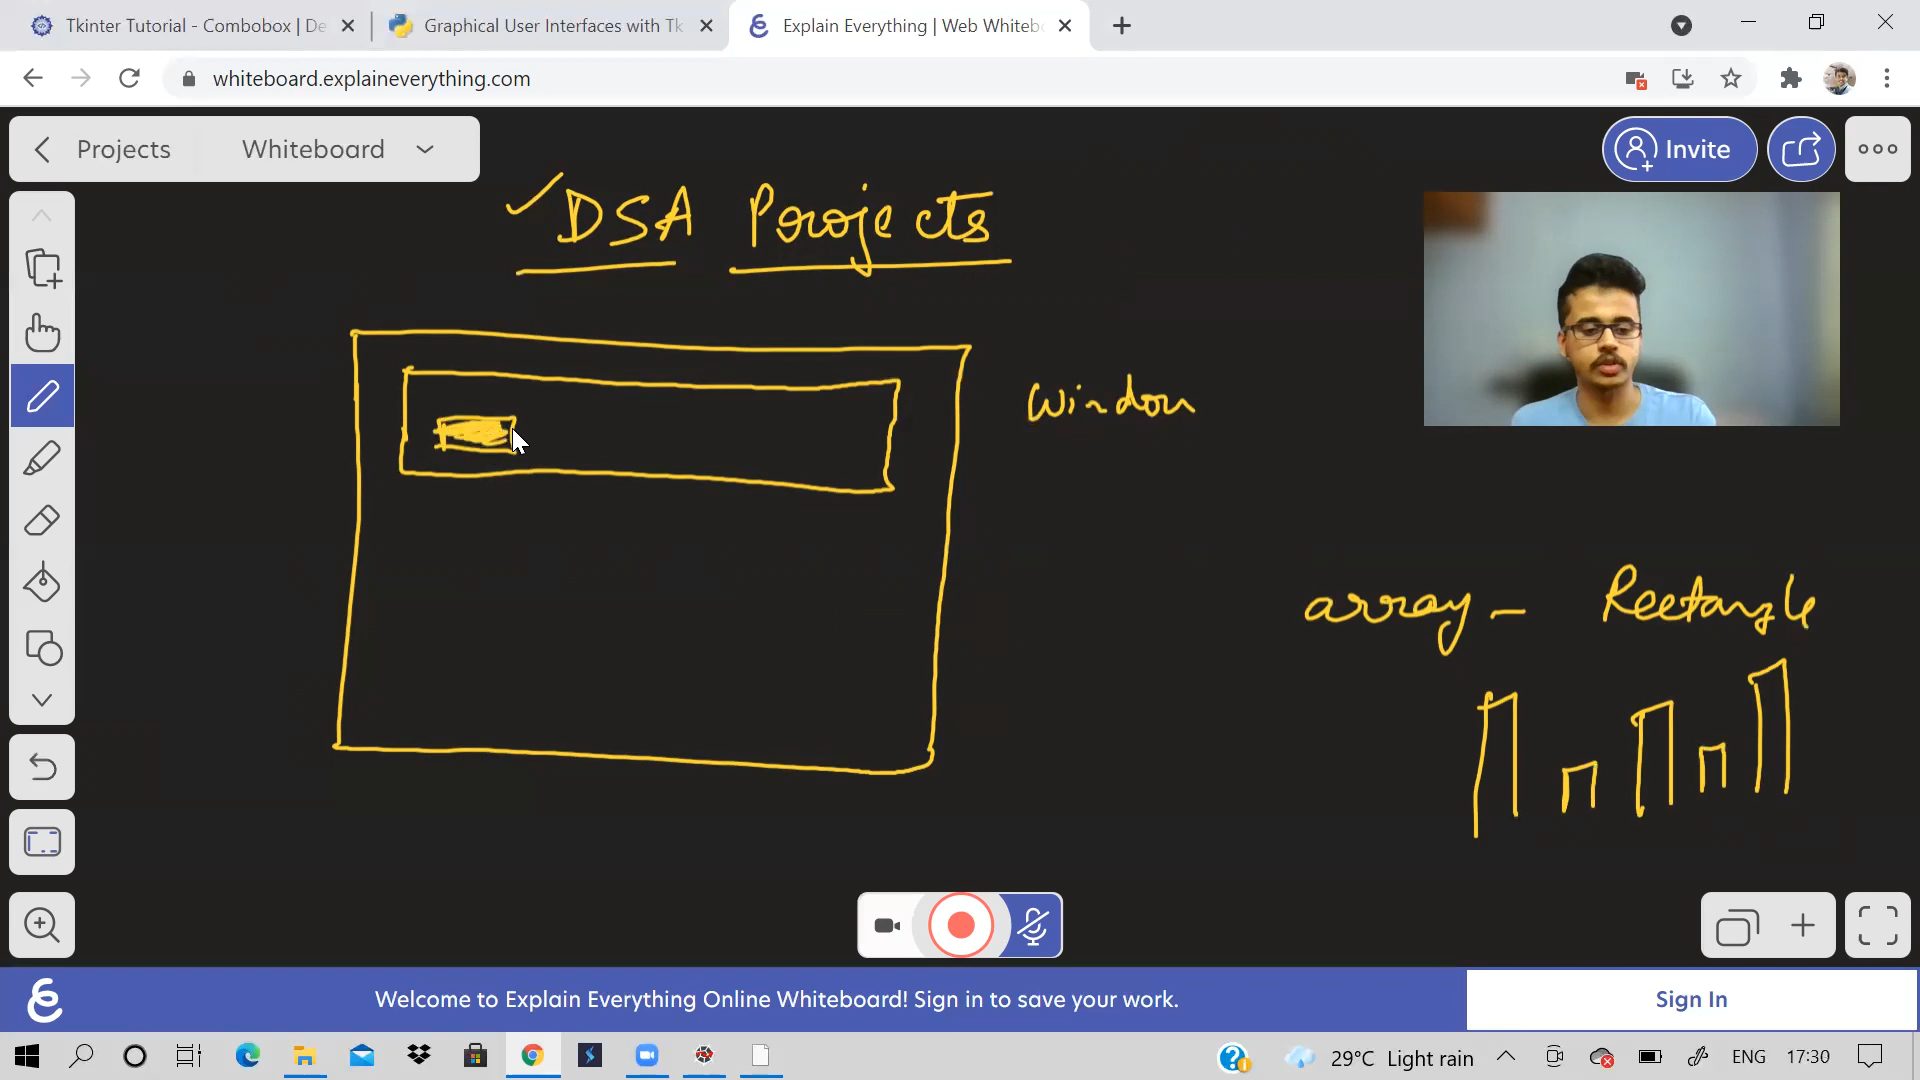 Tkinter Tutorial - Combobox | De
Graphical User Interfaces with Tk
Explain Everything | Web Whitebo
whiteboard.explaineverything.com
Projects
Whiteboard
Invite
DSA Projects
Window
array - Rectangle
Welcome to Explain Everything Online Whiteboard! Sign in to save your work.
Sign In
29°C Light rain
ENG
17:30